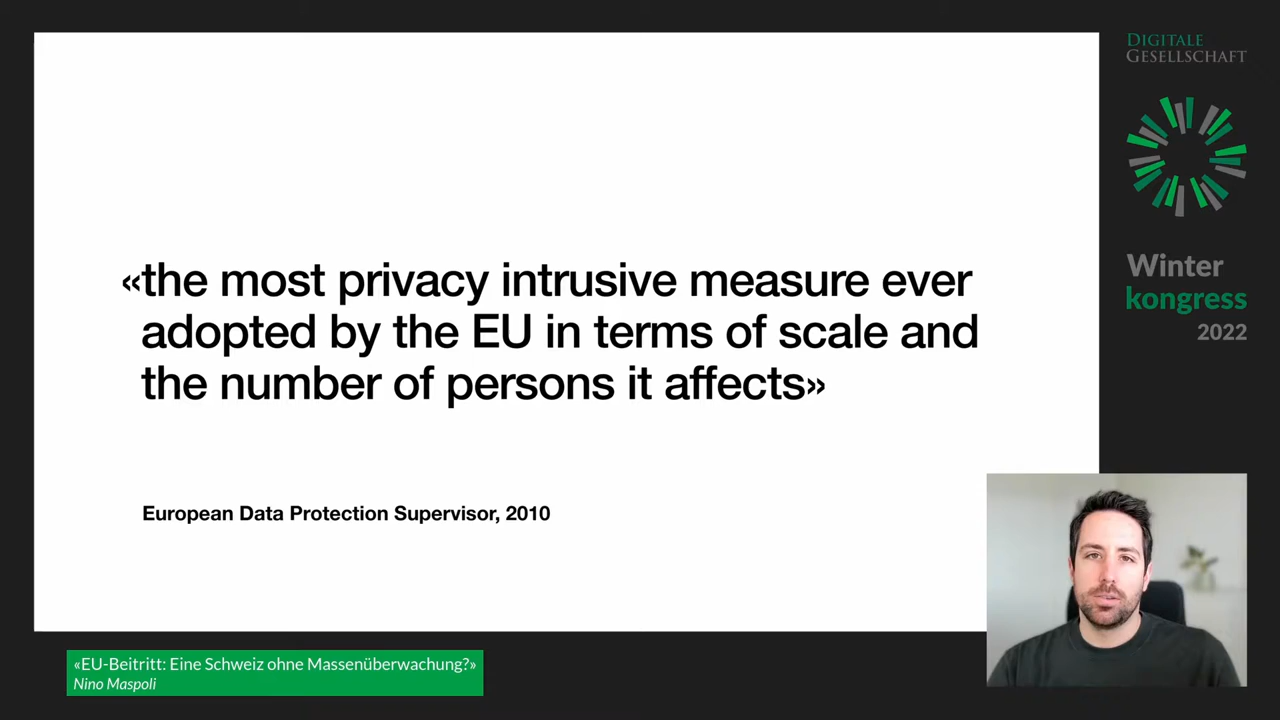 «the most privacy intrusive measure ever
adopted by the EU in terms of scale and
the number of persons it affects»
European Data Protection Supervisor, 2010
DIGITALE
GESELLSCHAFT
Winter
kongress
2022
«EU-Beitritt: Eine Schweiz ohne Massenüberwachung?»
Nino Maspoli